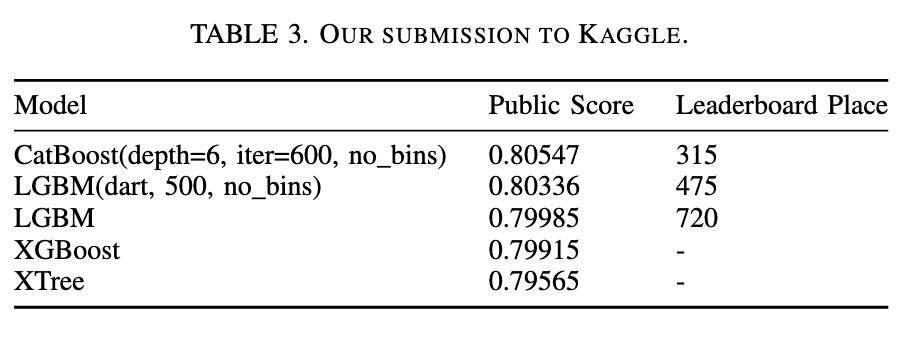 TABLE 3. OUR SUBMISSION TO KAGGLE.
Model Public Score Leaderboard Place
CatBoost(depth=6, iter=600, no_bins) 0.80547 315
LGBM(dart, 500, no_bins) 0.80336 475
LGBM 0.79985 720
XGBoost 0.79915 -
XTree 0.79565 -